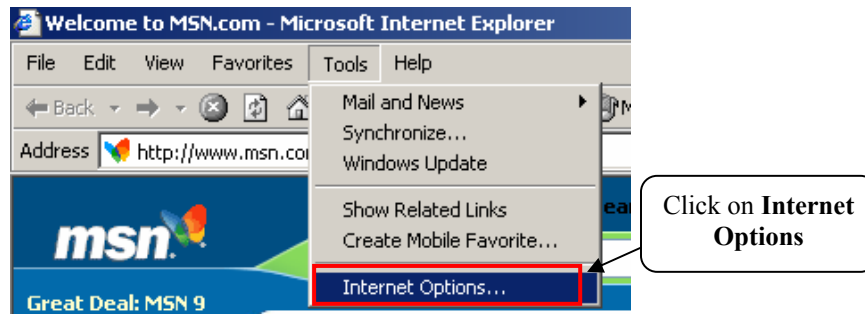 Welcome to MSN.com - Microsoft Internet Explorer
File Edit View Favorites Tools Help
Back
Mail and News
Synchronize...
Address http://www.msn.co
Windows Update
Show Related Links
Click on Internet
Options
msn
Create Mobile Favorite...
Internet Options...
Great Deal: MSN 9